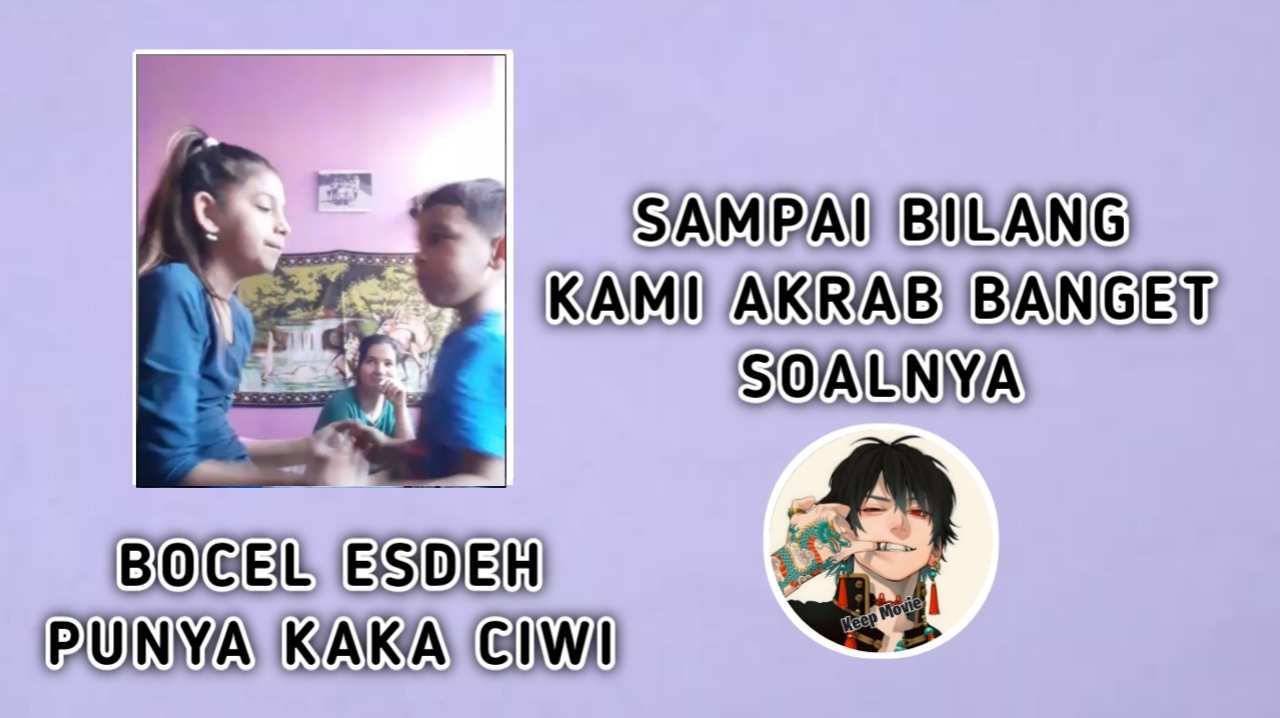 SAMPAI BILANG
KAMI AKRAB BANGET
SOALNYA
Keep Movie
BOCEL ESDEH
PUNYA KAKA CIWI